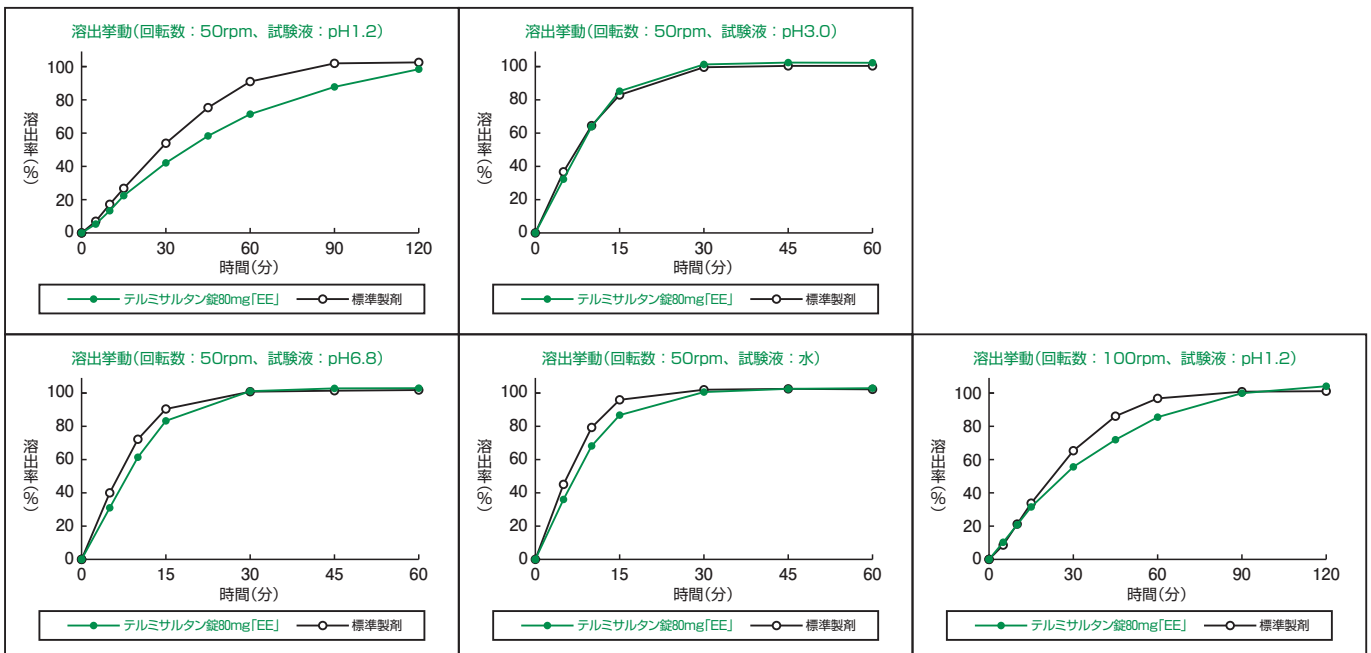 溶出挙動(回転数：50rpm、試験液：pH1.2)
100
80
60
40
20
0
溶出率(%)
0 30 60 90 120
時間(分)
テルミサルタン錠80mg「EE」 標準製剤
溶出挙動(回転数：50rpm、試験液：pH3.0)
100
80
60
40
20
0
溶出率(%)
0 15 30 45 60
時間(分)
テルミサルタン錠80mg「EE」 標準製剤
溶出挙動(回転数：50rpm、試験液：pH6.8)
100
80
60
40
20
0
溶出率(%)
0 15 30 45 60
時間(分)
テルミサルタン錠80mg「EE」 標準製剤
溶出挙動(回転数：50rpm、試験液：水)
100
80
60
40
20
0
溶出率(%)
0 15 30 45 60
時間(分)
テルミサルタン錠80mg「EE」 標準製剤
溶出挙動(回転数：100rpm、試験液：pH1.2)
100
80
60
40
20
0
溶出率(%)
0 30 60 90 120
時間(分)
テルミサルタン錠80mg「EE」 標準製剤